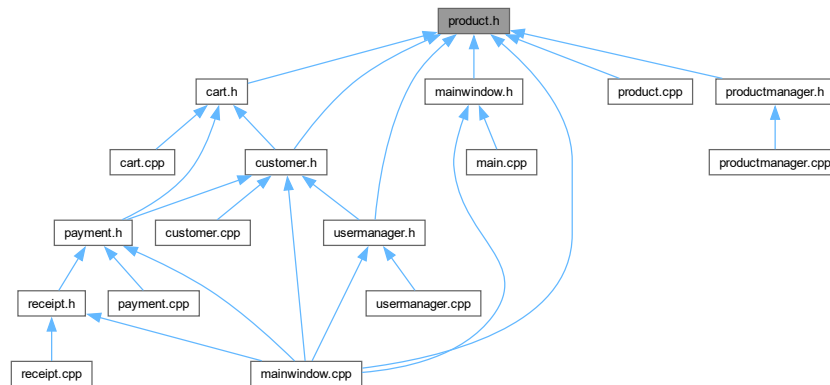 product.h
cart.h
mainwindow.h
product.cpp
productmanager.h
cart.cpp
customer.h
main.cpp
productmanager.cpp
payment.h
customer.cpp
usermanager.h
receipt.h
payment.cpp
usermanager.cpp
receipt.cpp
mainwindow.cpp